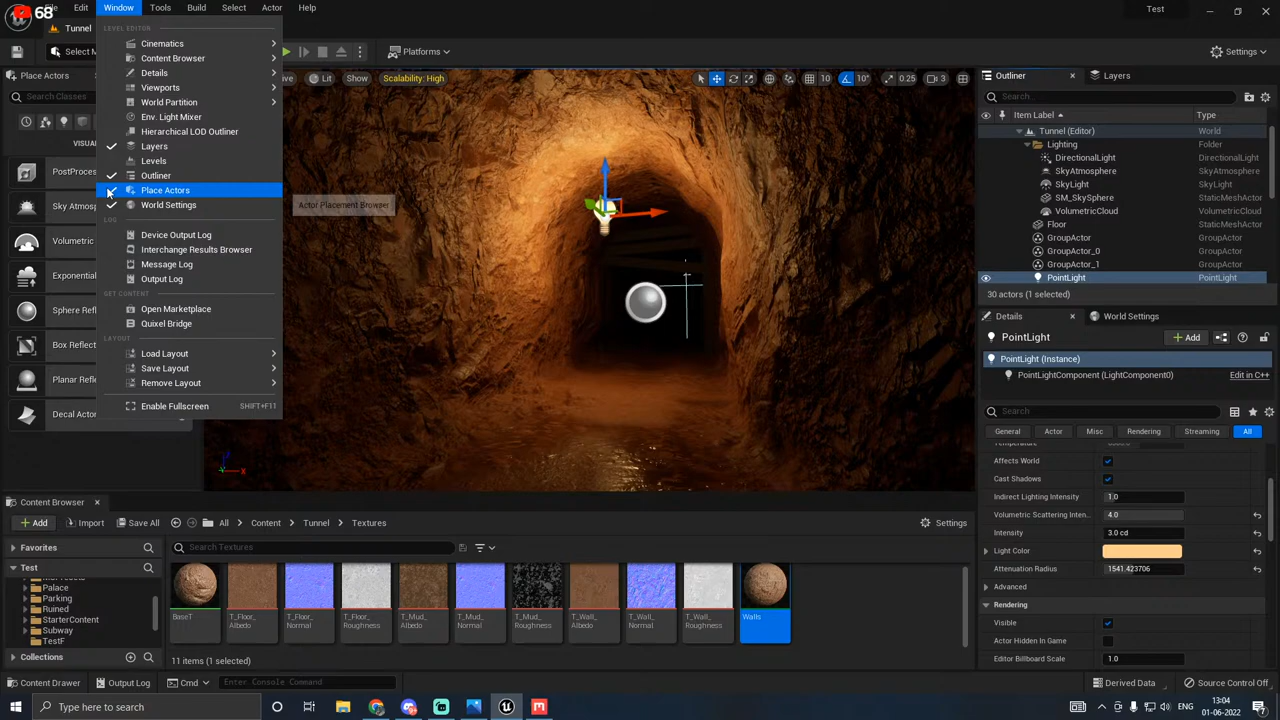 68
Edit
Window
Tools
Build
Select
Actor
Help
Test
Tunnel
Select M
Platforms
Settings
LEVEL EDITOR
Cinematics
Content Browser
Details
Viewports
World Partition
Env. Light Mixer
Hierarchical LOD Outliner
Layers
Levels
Outliner
Place Actors
World Settings
LOG
Device Output Log
Interchange Results Browser
Message Log
Output Log
GET CONTENT
Open Marketplace
Quixel Bridge
LAYOUT
Load Layout
Save Layout
Remove Layout
Enable Fullscreen SHIFT+F11
Actor Placement Browser
Place Actors
Search Classes
VISUAL
PostProces
Sky Atmosp
Volumetric
Exponential
Sphere Refl
Box Reflect
Planar Refle
Decal Actor
Lit
Show
Scalability: High
10
10°
0.25
3
X
Outliner
Layers
Search...
Item Label
Type
Tunnel (Editor) World
Lighting Folder
DirectionalLight DirectionalLight
SkyAtmosphere SkyAtmosphere
SkyLight SkyLight
SM_SkySphere StaticMeshActor
VolumetricCloud VolumetricCloud
Floor StaticMeshActor
GroupActor GroupActor
GroupActor_0 GroupActor
GroupActor_1 GroupActor
PointLight PointLight
30 actors (1 selected)
Details
World Settings
PointLight
Add
PointLight (Instance)
PointLightComponent (LightComponent0) Edit in C++
Search
General
Actor
Misc
Rendering
Streaming
All
Affects World
Cast Shadows
Indirect Lighting Intensity 1.0
Volumetric Scattering Inten... 4.0
Intensity 3.0 cd
Light Color
Attenuation Radius 1541.423706
Advanced
Rendering
Visible
Actor Hidden In Game
Editor Billboard Scale 1.0
Content Browser
Add
Import
Save All
All
Content
Tunnel
Textures
Settings
Favorites
Test
Palace
Parking
Ruined
StarterContent
Subway
TestF
Collections
Search Textures
BaseT
T_Floor_
Albedo
T_Floor_
Normal
T_Floor_
Roughness
T_Mud_
Albedo
T_Mud_
Normal
T_Mud_
Roughness
T_Wall_
Albedo
T_Wall_
Normal
T_Wall_
Roughness
Walls
11 items (1 selected)
Content Drawer
Output Log
Cmd
Enter Console Command
Derived Data
Source Control Off
Type here to search
ENG
13:04
01-06-2022